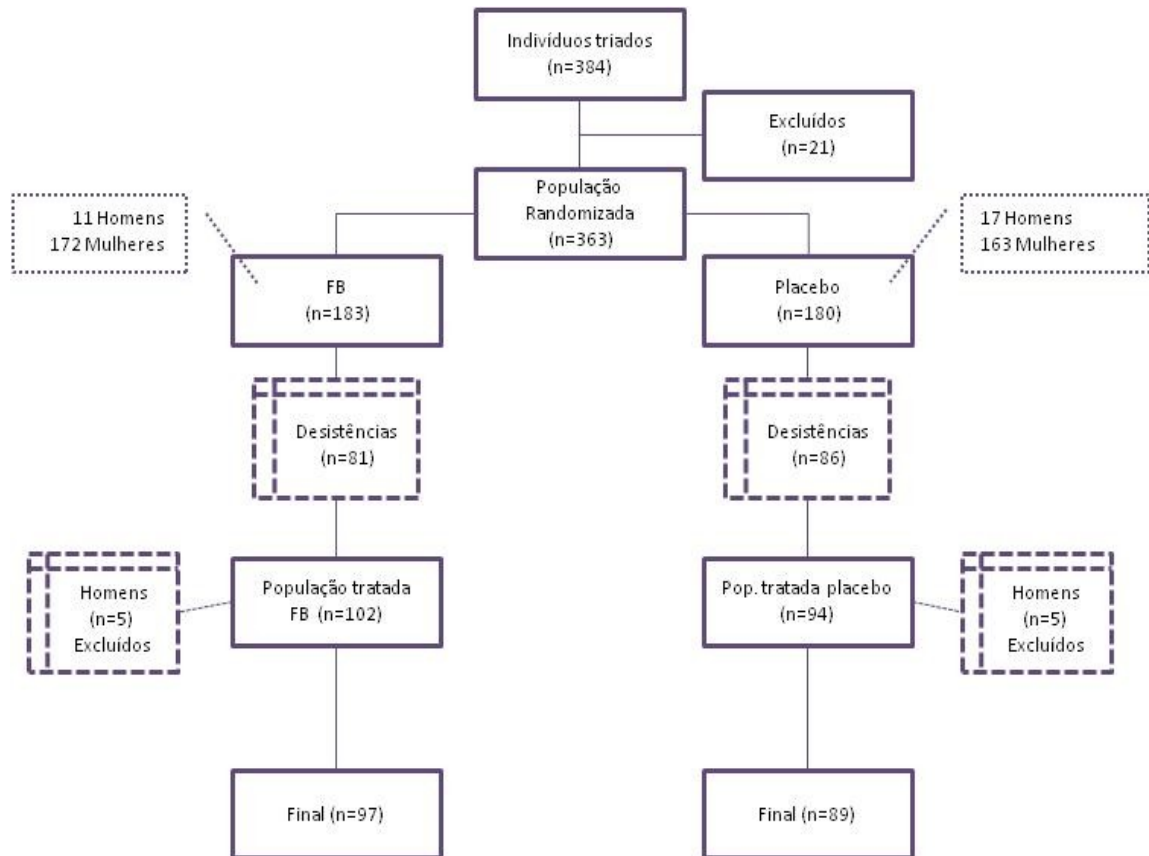 Indivíduos triados
(n=384)
Excluídos
(n=21)
População
Randomizada
(n=363)
11 Homens
172 Mulheres
17 Homens
163 Mulheres
FB
(n=183)
Placebo
(n=180)
Desistências
(n=81)
Desistências
(n=86)
Homens
(n=5)
Excluídos
População tratada
FB (n=102)
Pop. tratada placebo
(n=94)
Homens
(n=5)
Excluídos
Final (n=97)
Final (n=89)